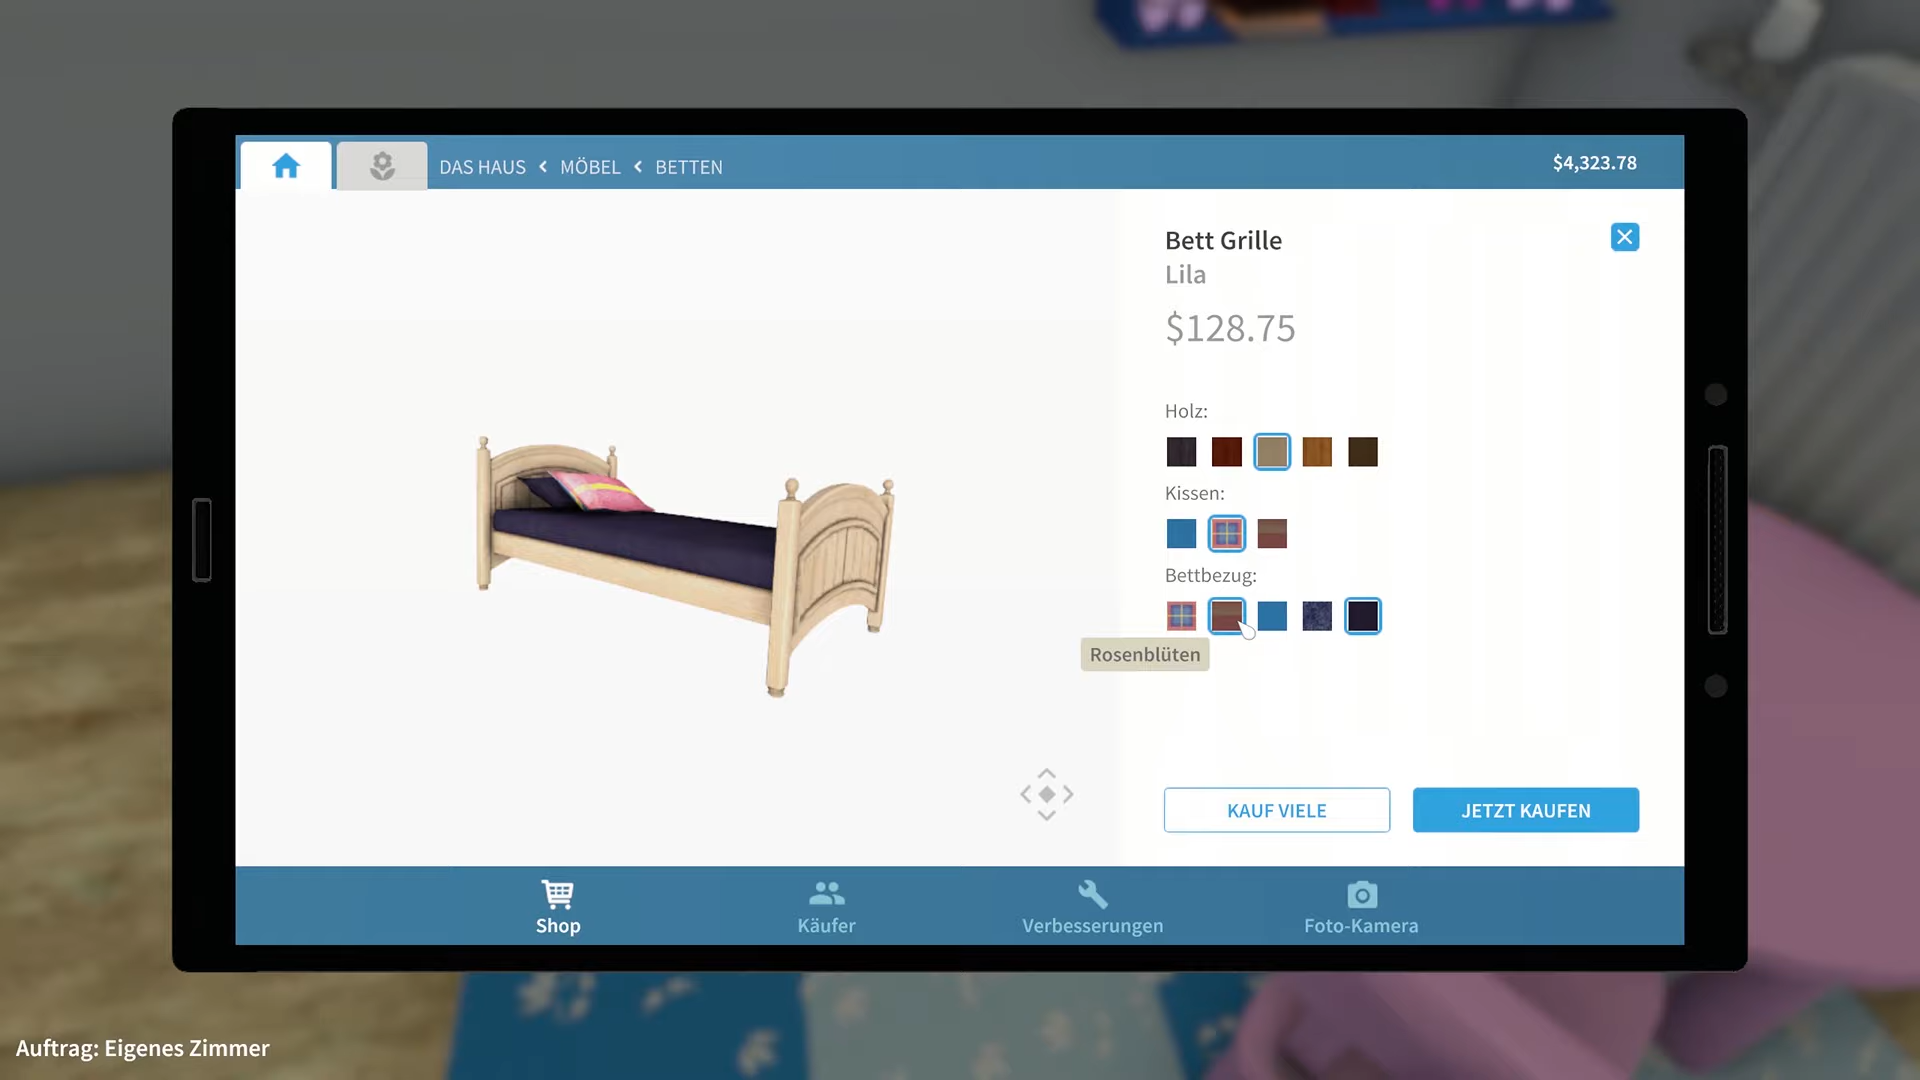 DAS HAUS < MÖBEL < BETTEN
$4,323.78
Bett Grille
Lila
$128.75
Holz:
Kissen:
Bettbezug:
Rosenblüten
KAUF VIELE
JETZT KAUFEN
Shop
Käufer
Verbesserungen
Foto-Kamera
Auftrag: Eigenes Zimmer